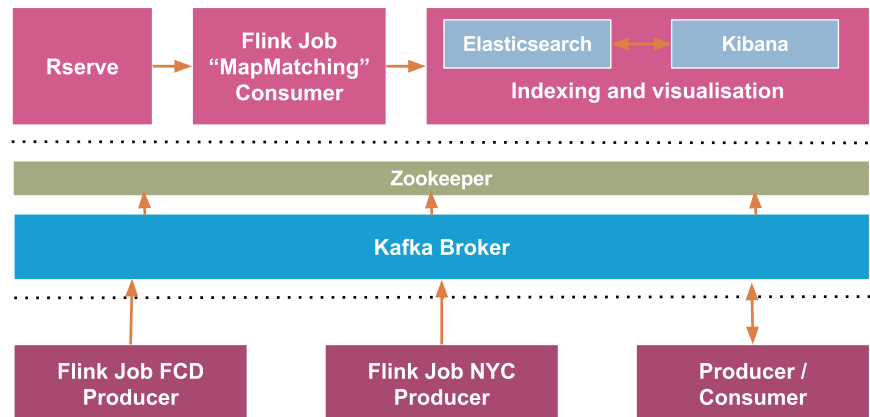 Rserve
Flink Job
“MapMatching”
Consumer
Elasticsearch
Kibana
Indexing and visualisation
Zookeeper
Kafka Broker
Flink Job FCD
Producer
Flink Job NYC
Producer
Producer /
Consumer